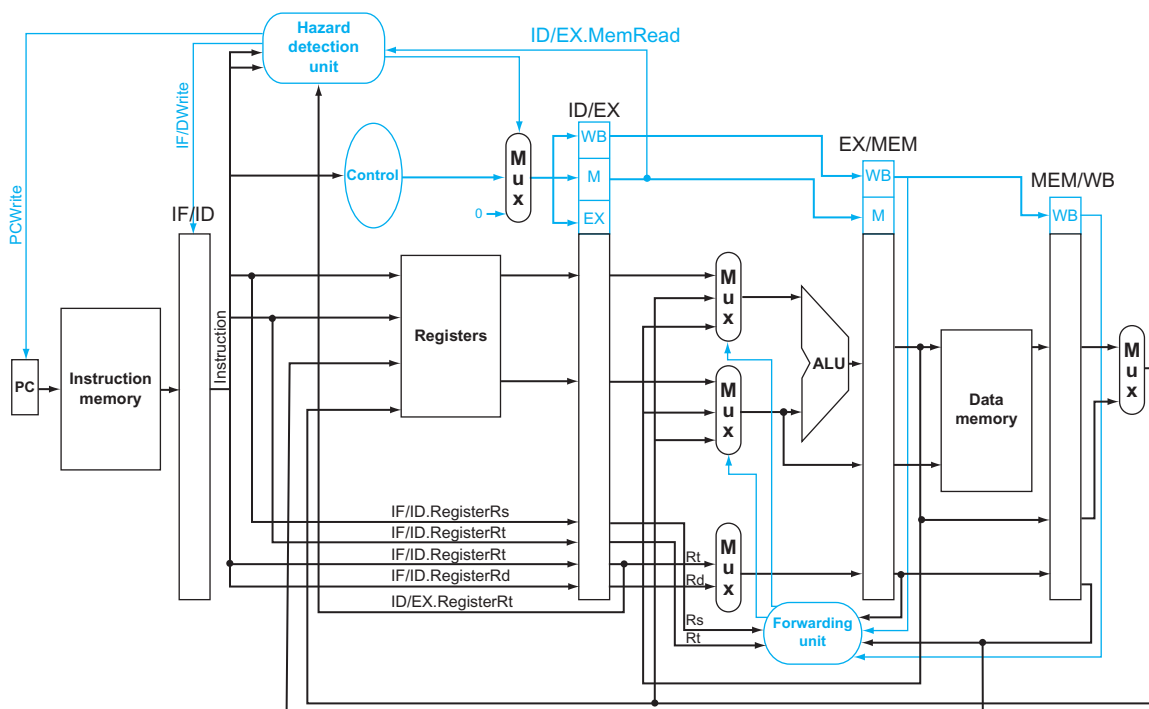 Hazard
detection
unit
ID/EX.MemRead
PCWrite
IF/DWrite
ID/EX
Control
Mux
0
WB
M
EX
EX/MEM
WB
M
MEM/WB
WB
IF/ID
PC
Instruction
memory
Instruction
Registers
Mux
Mux
ALU
Data
memory
Mux
IF/ID.RegisterRs
IF/ID.RegisterRt
IF/ID.RegisterRt
IF/ID.RegisterRd
ID/EX.RegisterRt
Rt
Rd
Mux
Rs
Rt
Forwarding
unit